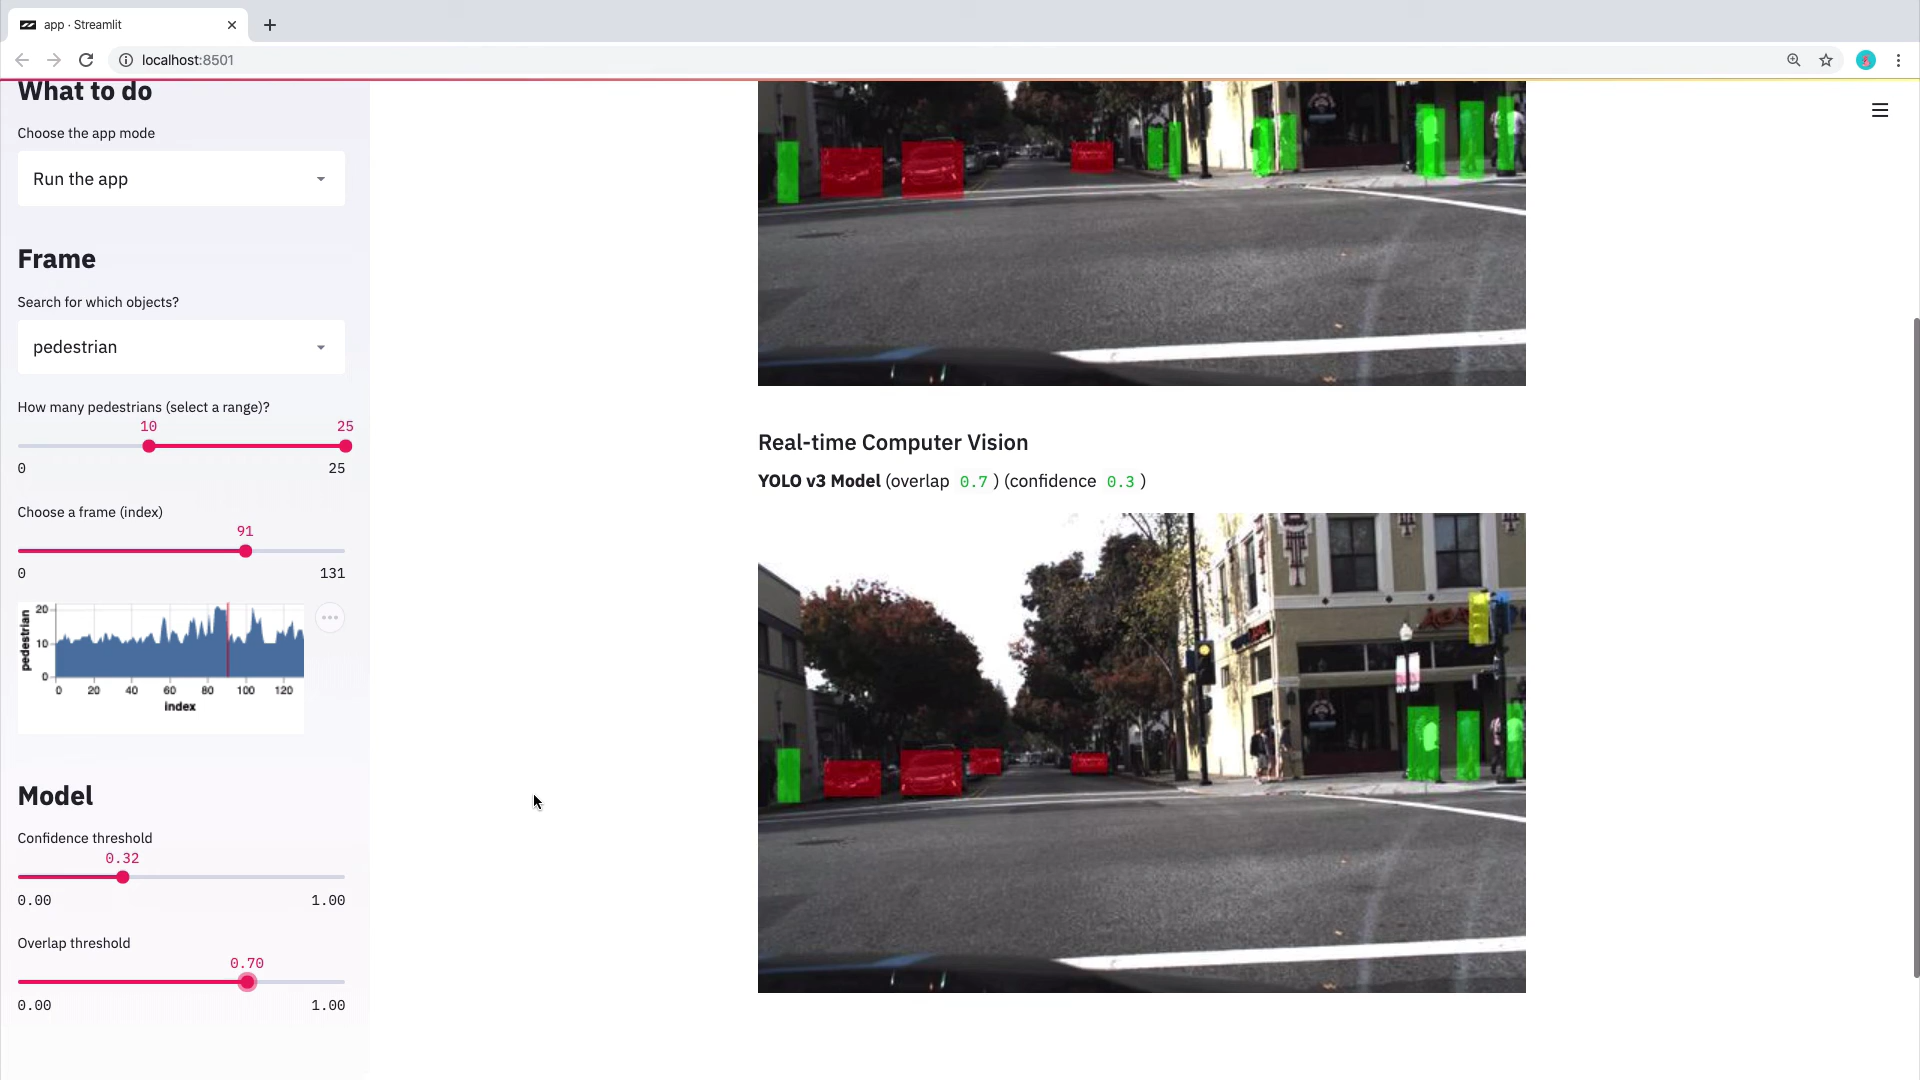 app · Streamlit
localhost:8501
What to do
Choose the app mode
Run the app
Frame
Search for which objects?
pedestrian
How many pedestrians (select a range)?
10 25
0 25
Choose a frame (index)
91
0 131
pedestrian
20
10
0
0 20 40 60 80 100 120
index
Model
Confidence threshold
0.32
0.00 1.00
Overlap threshold
0.70
0.00 1.00
Real-time Computer Vision
YOLO v3 Model (overlap 0.7 ) (confidence 0.3 )